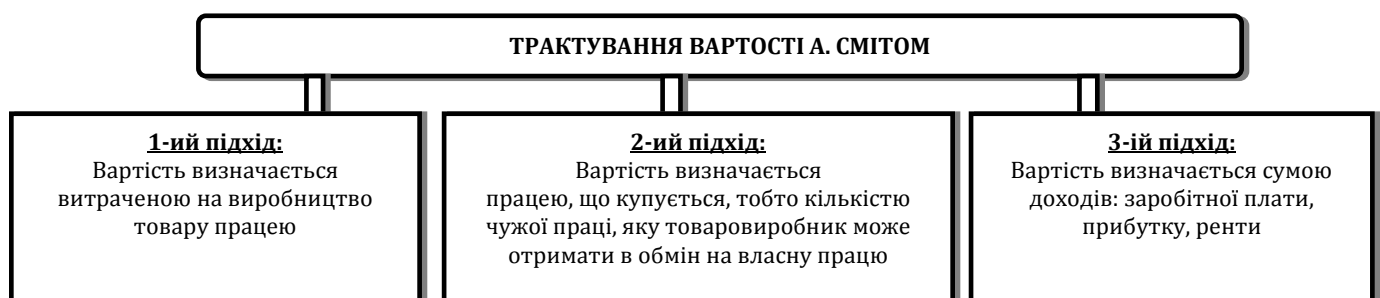 ТРАКТУВАННЯ ВАРТОСТІ А. СМІТОМ
1-ий підхід:
Вартість визначається
витраченою на виробництво
товару працею
2-ий підхід:
Вартість визначається
працею, що купується, тобто кількістю
чужої праці, яку товаровиробник може
отримати в обмін на власну працю
3-ій підхід:
Вартість визначається сумою
доходів: заробітної плати,
прибутку, ренти